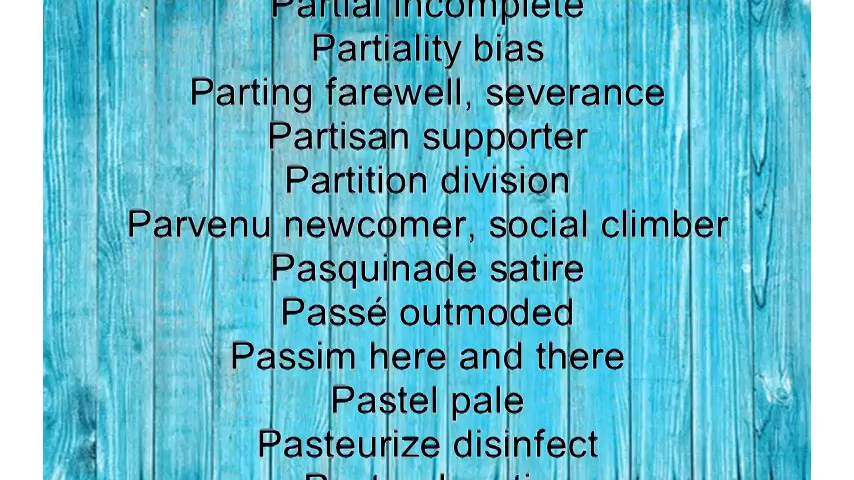 Partial incomplete
Partiality bias
Parting farewell, severance
Partisan supporter
Partition division
Parvenu newcomer, social climber
Pasquinade satire
Passé outmoded
Passim here and there
Pastel pale
Pasteurize disinfect